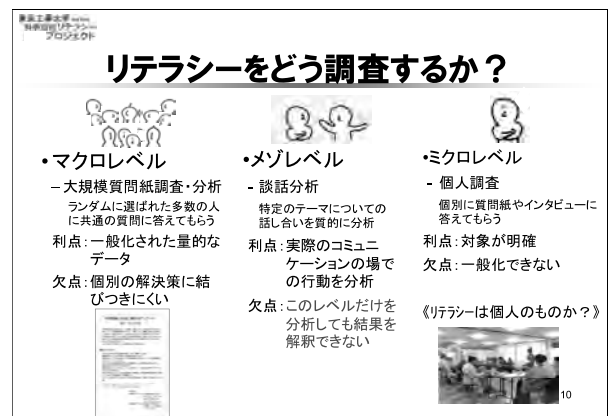 東京工業大学
科学技術リテラシー
プロジェクト
リテラシーをどう調査するか？
•マクロレベル
–大規模質問紙調査・分析
ランダムに選ばれた多数の人
に共通の質問に答えてもらう
利点：一般化された量的な
データ
欠点：個別の解決策に結
びつきにくい
•メゾレベル
- 談話分析
特定のテーマについての
話し合いを質的に分析
利点：実際のコミュニ
ケーションの場で
の行動を分析
欠点：このレベルだけを
分析しても結果を
解釈できない
•ミクロレベル
- 個人調査
個別に質問紙やインタビューに
答えてもらう
利点：対象が明確
欠点：一般化できない
《リテラシーは個人のものか？》
10